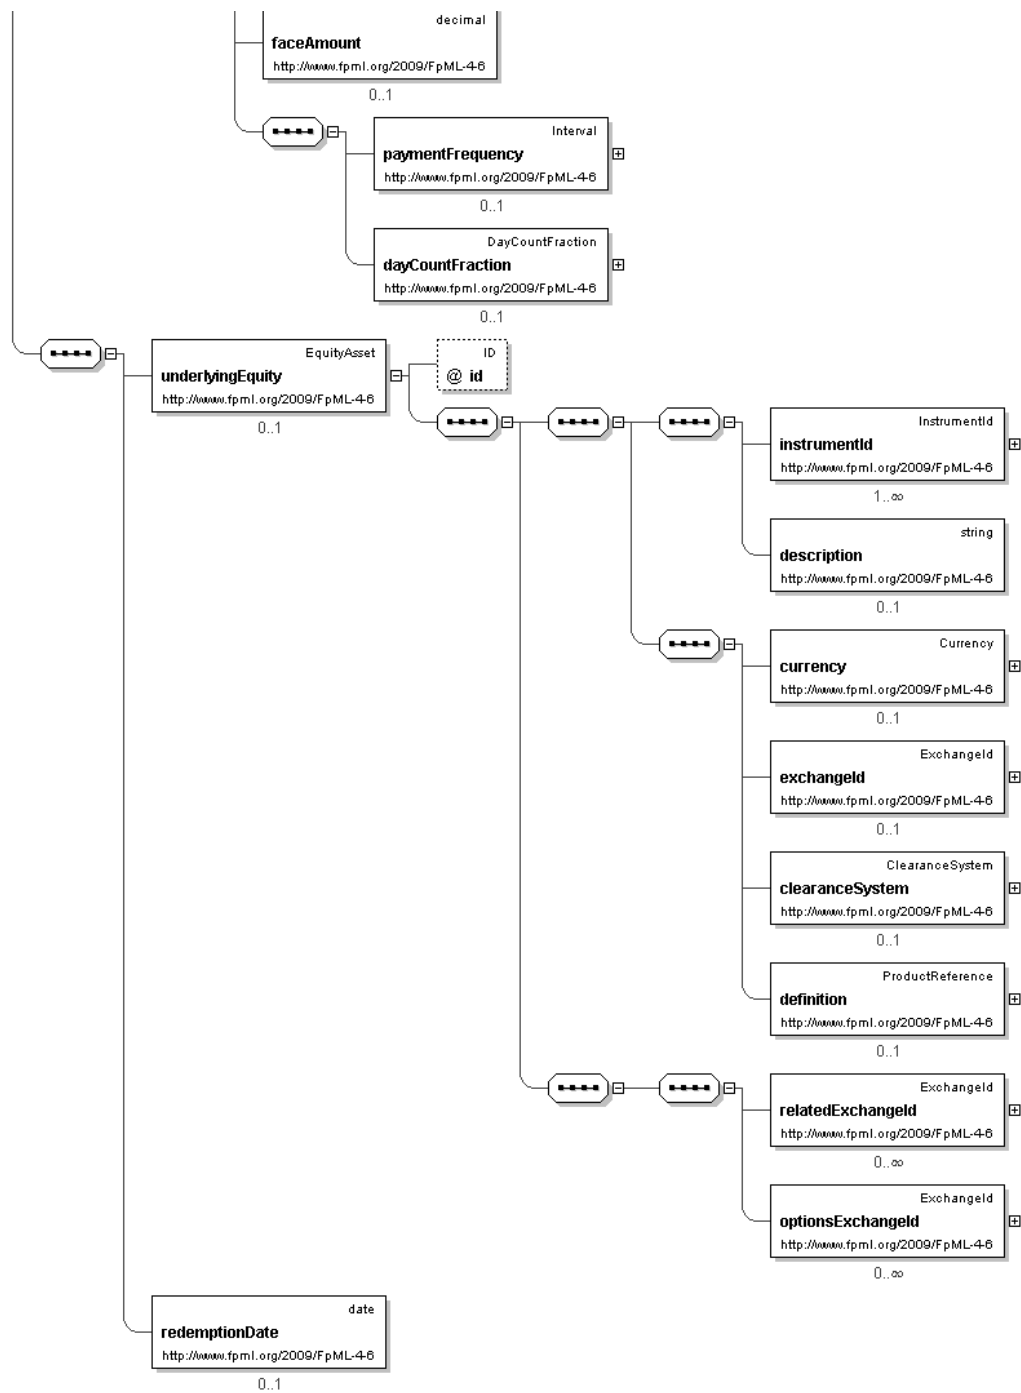 decimal
faceAmount
http://www.fpml.org/2009/FpML-4-6
0..1
Interval
paymentFrequency
http://www.fpml.org/2009/FpML-4-6
0..1
DayCountFraction
dayCountFraction
http://www.fpml.org/2009/FpML-4-6
0..1
EquityAsset
underlyingEquity
http://www.fpml.org/2009/FpML-4-6
0..1
ID
@ id
InstrumentId
instrumentId
http://www.fpml.org/2009/FpML-4-6
1..∞
string
description
http://www.fpml.org/2009/FpML-4-6
0..1
Currency
currency
http://www.fpml.org/2009/FpML-4-6
0..1
ExchangeId
exchangeId
http://www.fpml.org/2009/FpML-4-6
0..1
ClearanceSystem
clearanceSystem
http://www.fpml.org/2009/FpML-4-6
0..1
ProductReference
definition
http://www.fpml.org/2009/FpML-4-6
0..1
ExchangeId
relatedExchangeId
http://www.fpml.org/2009/FpML-4-6
0..∞
ExchangeId
optionsExchangeId
http://www.fpml.org/2009/FpML-4-6
0..∞
date
redemptionDate
http://www.fpml.org/2009/FpML-4-6
0..1